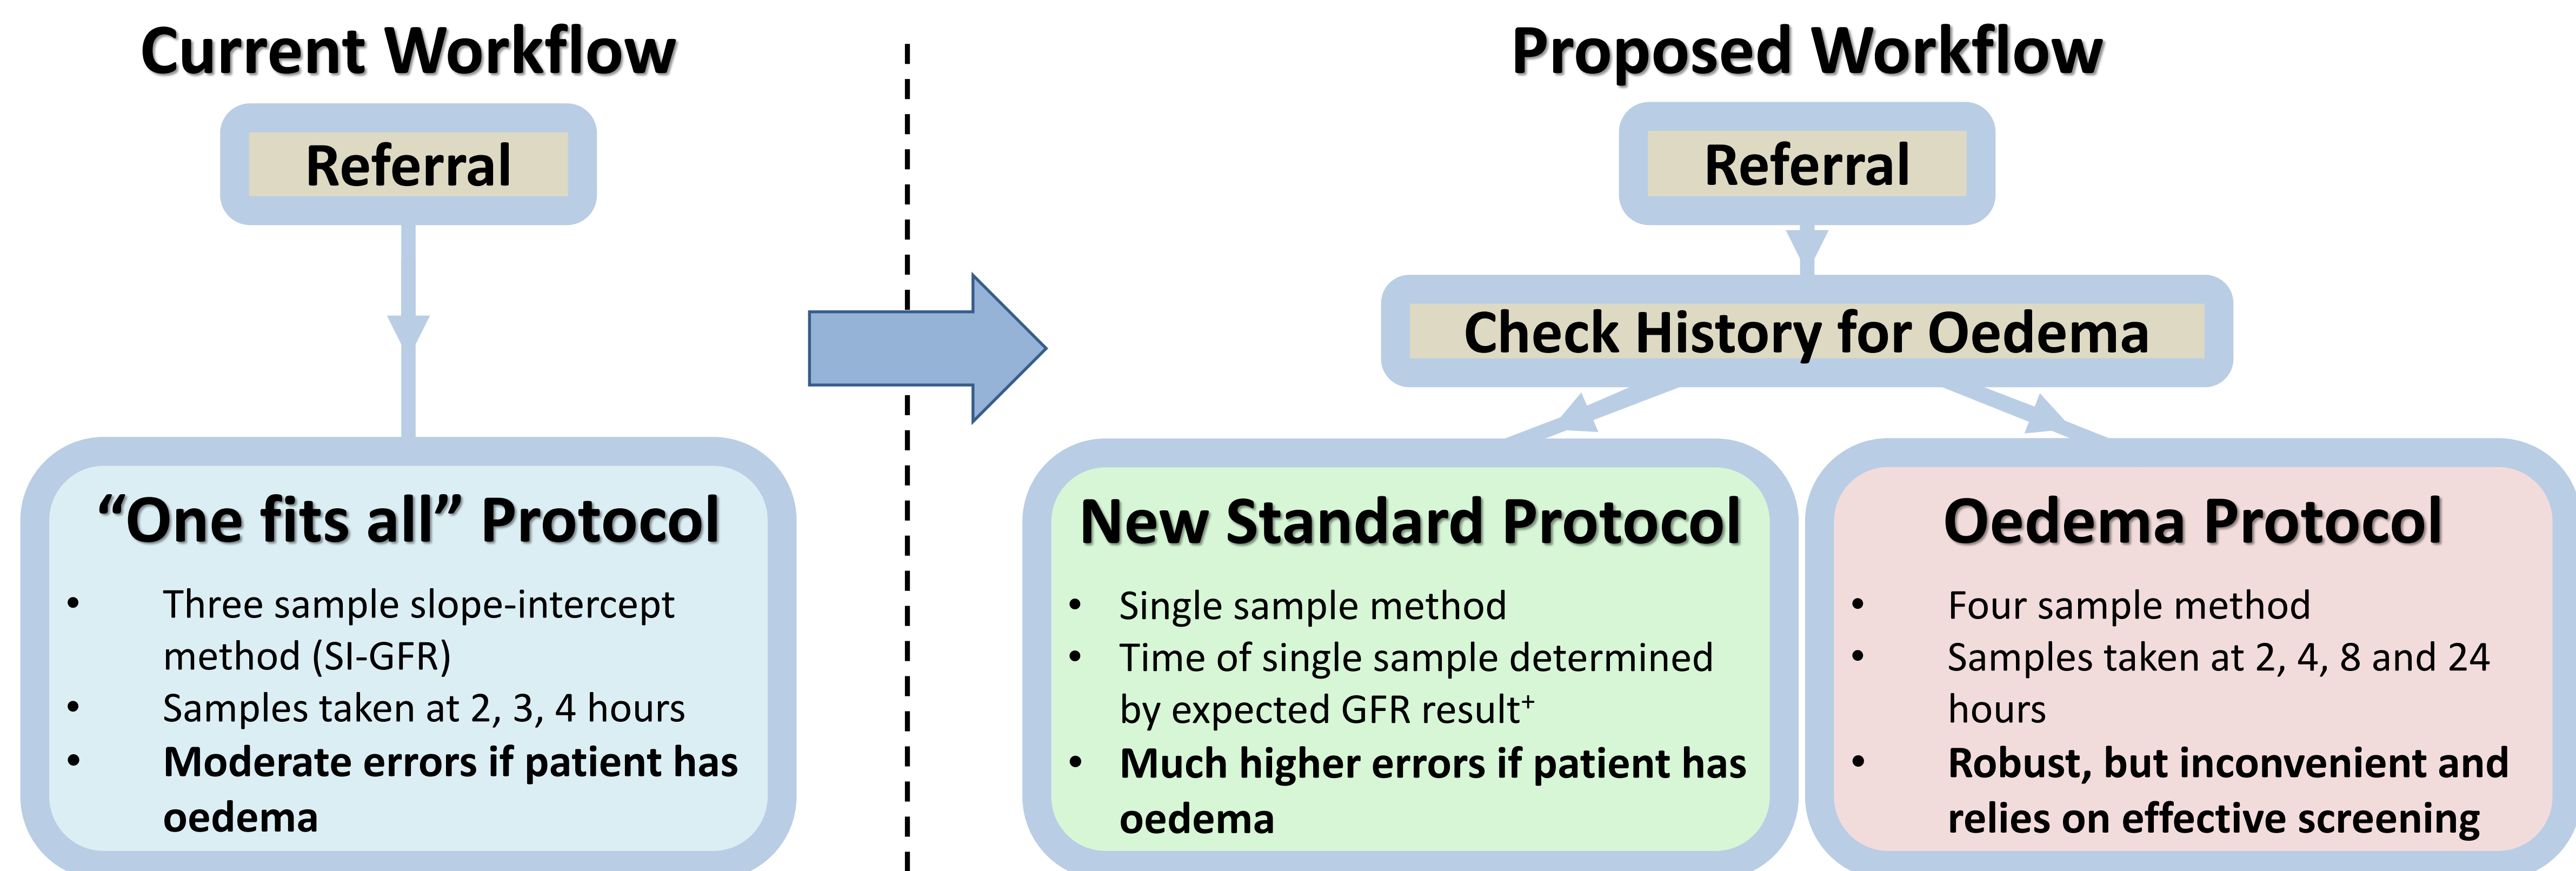 Current Workflow
Referral
“One fits all” Protocol
• Three sample slope-intercept
method (SI-GFR)
• Samples taken at 2, 3, 4 hours
• Moderate errors if patient has
oedema
Proposed Workflow
Referral
Check History for Oedema
New Standard Protocol
• Single sample method
• Time of single sample determined
by expected GFR result⁺
• Much higher errors if patient has
oedema
Oedema Protocol
• Four sample method
• Samples taken at 2, 4, 8 and 24
hours
• Robust, but inconvenient and
relies on effective screening